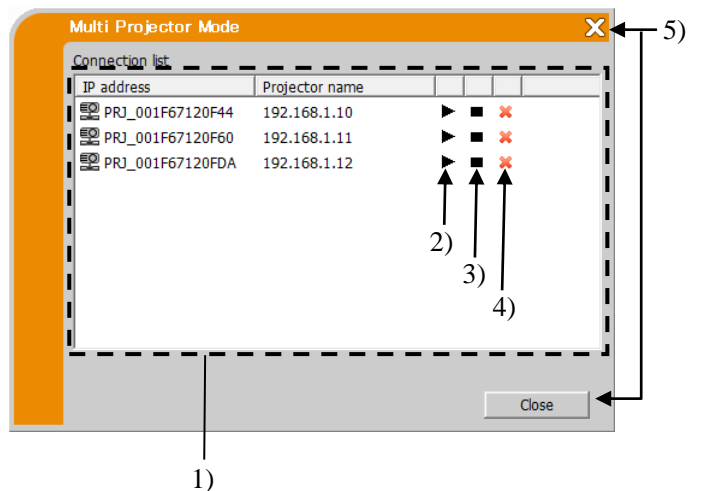 Multi Projector Mode
5)
Connection list
IP address Projector name
PRJ_001F67120F44 192.168.1.10
PRJ_001F67120F60 192.168.1.11
PRJ_001F67120FDA 192.168.1.12
2)
3)
4)
Close
1)